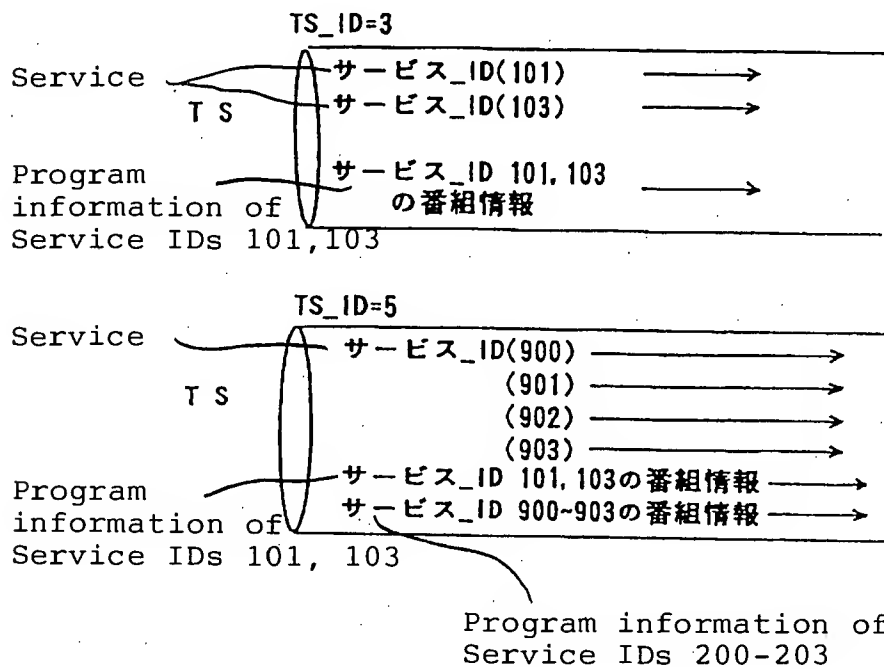 TS_ID=3
Service
サービス_ID(101)
サービス_ID(103)
TS
Program
information of
Service IDs 101,103
サービス_ID 101,103
の番組情報
TS_ID=5
Service
サービス_ID(900)
(901)
(902)
(903)
TS
Program
information of
Service IDs 101, 103
サービス_ID 101,103の番組情報
サービス_ID 900~903の番組情報
Program information of
Service IDs 200-203